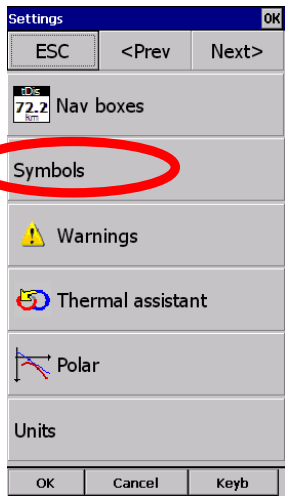 Settings OK
ESC <Prev Next>
tDis
72.2 Nav boxes
km
Symbols
Warnings
Thermal assistant
Polar
Units
OK Cancel Keyb